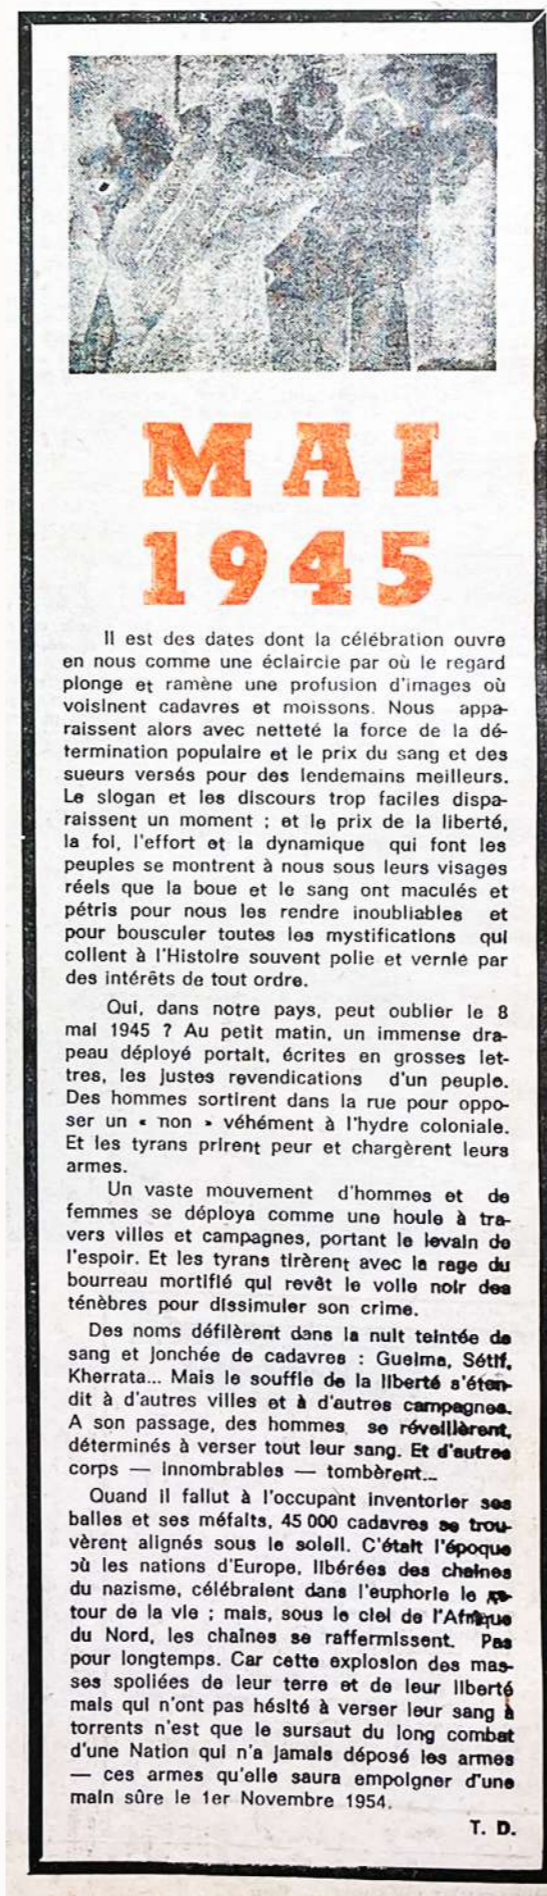 MAI
1945
Il est des dates dont la célébration ouvre
en nous comme une éclaircie par où le regard
plonge et ramène une profusion d'images où
voisinent cadavres et moissons. Nous appa-
raissent alors avec netteté la force de la dé-
termination populaire et le prix du sang et des
sueurs versés pour des lendemains meilleurs.
Le slogan et les discours trop faciles dispa-
raissent un moment ; et le prix de la liberté,
la foi, l'effort et la dynamique qui font les
peuples se montrent à nous sous leurs visages
réels que la boue et le sang ont maculés et
pétris pour nous les rendre inoubliables et
pour bousculer toutes les mystifications qui
collent à l'Histoire souvent polie et vernie par
des intérêts de tout ordre.
Qui, dans notre pays, peut oublier le 8
mai 1945 ? Au petit matin, un immense dra-
peau déployé portait, écrites en grosses let-
tres, les justes revendications d'un peuple.
Des hommes sortirent dans la rue pour oppo-
ser un « non » véhément à l'hydre coloniale.
Et les tyrans prirent peur et chargèrent leurs
armes.
Un vaste mouvement d'hommes et de
femmes se déploya comme une houle à tra-
vers villes et campagnes, portant le levain de
l'espoir. Et les tyrans tirèrent avec la rage du
bourreau mortifié qui revêt le voile noir des
ténèbres pour dissimuler son crime.
Des noms défilèrent dans la nuit teintée de
sang et jonchée de cadavres : Guelma, Sétif,
Kherrata... Mais le souffle de la liberté s'éten-
dit à d'autres villes et à d'autres campagnes.
A son passage, des hommes se réveillèrent,
déterminés à verser tout leur sang. Et d'autres
corps — innombrables — tombèrent...
Quand il fallut à l'occupant inventorier ses
balles et ses méfaits, 45 000 cadavres se trou-
vèrent alignés sous le soleil. C'était l'époque
où les nations d'Europe, libérées des chaînes
du nazisme, célébraient dans l'euphorie le re-
tour de la vie ; mais, sous le ciel de l'Afrique
du Nord, les chaînes se raffermissent. Pas
pour longtemps. Car cette explosion des mas-
ses spoliées de leur terre et de leur liberté
mais qui n'ont pas hésité à verser leur sang à
torrents n'est que le sursaut du long combat
d'une Nation qui n'a jamais déposé les armes
— ces armes qu'elle saura empoigner d'une
main sûre le 1er Novembre 1954.
T. D.